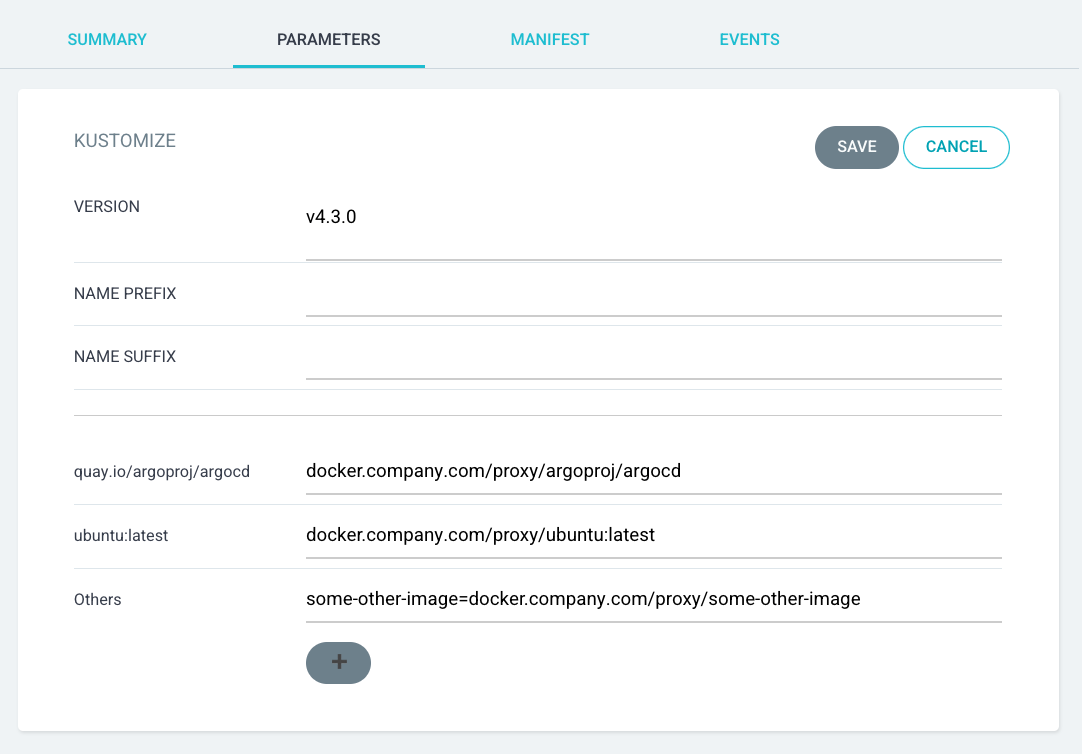 SUMMARY PARAMETERS MANIFEST EVENTS
KUSTOMIZE SAVE CANCEL
VERSION v4.3.0
NAME PREFIX
NAME SUFFIX
quay.io/argoproj/argocd docker.company.com/proxy/argoproj/argocd
ubuntu:latest docker.company.com/proxy/ubuntu:latest
Others some-other-image=docker.company.com/proxy/some-other-image
+